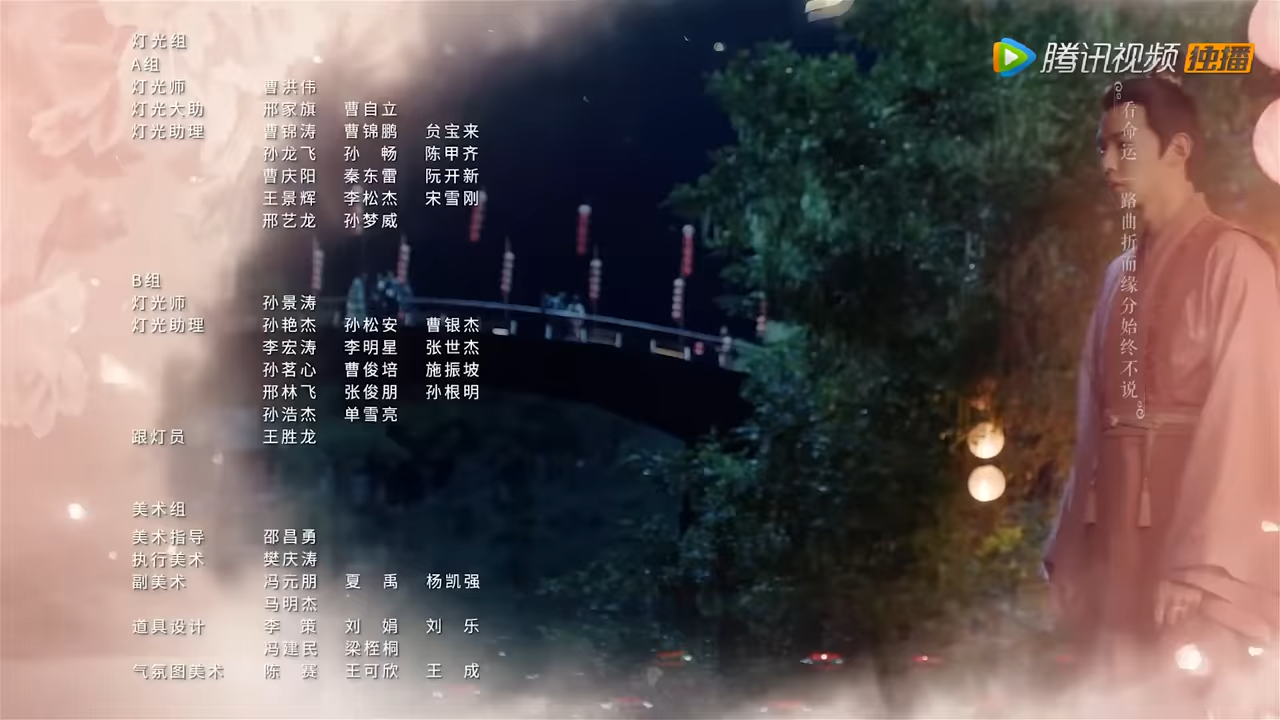 灯光组
A组
灯光师 曹洪伟
灯光大助 邢家旗 曹自立
灯光助理 曹锦涛 曹锦鹏 贠宝来
孙龙飞 孙 畅 陈甲齐
曹庆阳 秦东雷 阮开新
王景辉 李松杰 宋雪刚
邢艺龙 孙梦威
B组
灯光师 孙景涛
灯光助理 孙艳杰 孙松安 曹银杰
李宏涛 李明星 张世杰
孙茗心 曹俊培 施振坡
邢林飞 张俊朋 孙根明
孙浩杰 单雪亮
跟灯员 王胜龙
美术组
美术指导 邵昌勇
执行美术 樊庆涛
副美术 冯元朋 夏 禹 杨凯强
马明杰
道具设计 李 策 刘 娟 刘 乐
冯建民 梁桎桐
气氛图美术 陈 赛 王可欣 王 成
腾讯视频 独播
看命运一路曲折而缘分始终不说